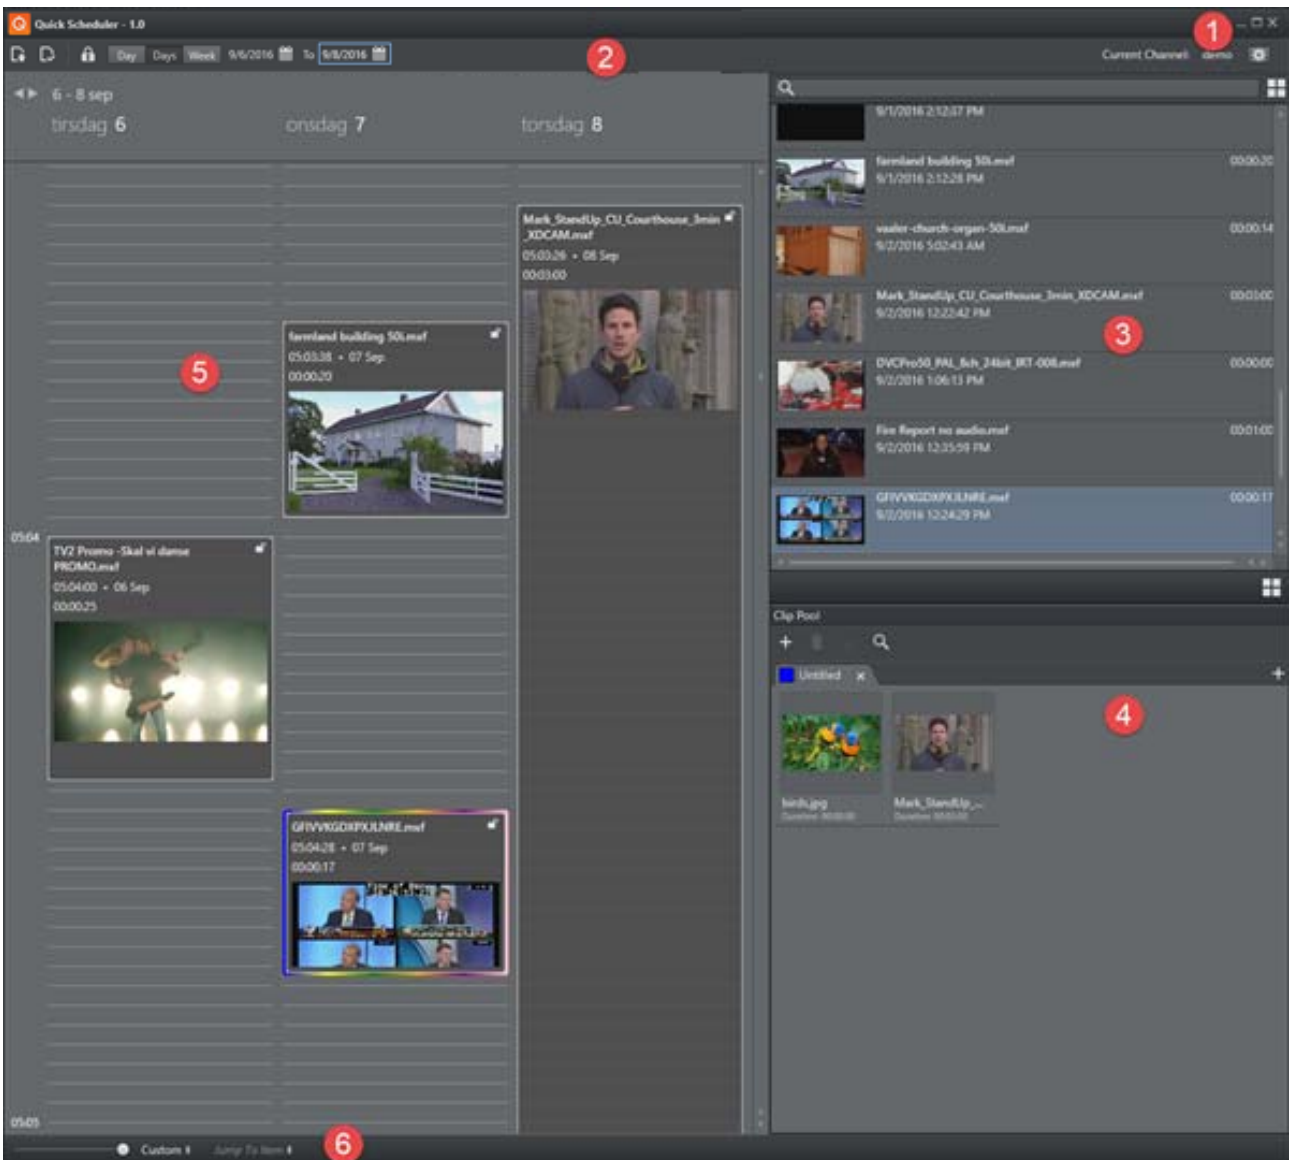 Quick Scheduler - 1.0
1
Day Days Week 9/6/2016 To 9/8/2016
2
Current Channel: demo
6 - 8 sep
tirsdag 6
onsdag 7
torsdag 8
Mark_StandUp_CU_Courthouse_3min
_XDCAM.mxf
05:03:26 • 08 Sep
00:03:00
farmland building 50i.mxf
05:03:38 • 07 Sep
00:00:20
5
05:04
TV2 Promo -Skal vi danse
PROMO.mxf
05:04:00 • 06 Sep
00:00:25
05:04:28 • 07 Sep
00:00:17
05:05
Custom
Jump To Item
6
9/1/2016 2:12:07 PM
farmland building 50i.mxf
00:00:20
9/1/2016 2:12:28 PM
vaaler-church-organ-50i.mxf
00:00:14
9/2/2016 5:02:43 AM
Mark_StandUp_CU_Courthouse_3min_XDCAM.mxf
00:03:00
9/2/2016 12:22:42 PM
3
DVCPro50_PAL_8ch_24bit_IRT-008.mxf
00:00:00
9/2/2016 1:06:13 PM
Fire Report no audio.mxf
00:01:00
9/2/2016 12:35:59 PM
00:00:17
9/2/2016 12:24:29 PM
Clip Pool
Untitled
4
birds.jpg
Duration: 00:00:00
Mark_StandUp_...
Duration: 00:03:00